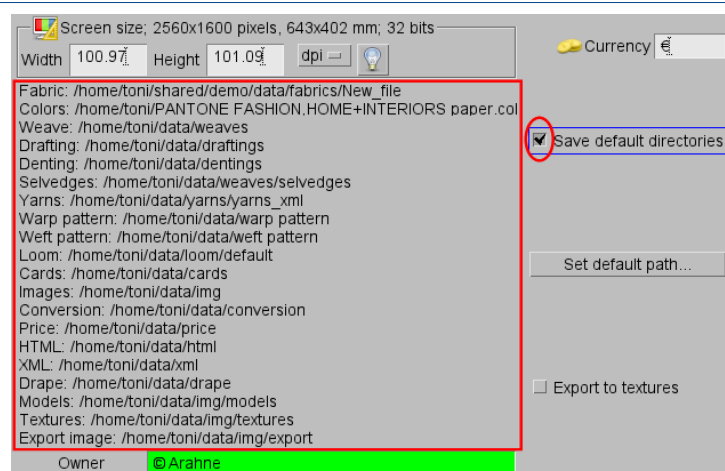 Screen size; 2560x1600 pixels, 643x402 mm; 32 bits
Width 100.97 Height 101.09 dpi
Currency €
Fabric: /home/toni/shared/demo/data/fabrics/New_file
Colors: /home/toni/PANTONE FASHION,HOME+INTERIORS paper.col
Weave: /home/toni/data/weaves
Drafting: /home/toni/data/draftings
Denting: /home/toni/data/dentings
Selvedges: /home/toni/data/weaves/selvedges
Yarns: /home/toni/data/yarns/yarns_xml
Warp pattern: /home/toni/data/warp pattern
Weft pattern: /home/toni/data/weft pattern
Loom: /home/toni/data/loom/default
Cards: /home/toni/data/cards
Images: /home/toni/data/img
Conversion: /home/toni/data/conversion
Price: /home/toni/data/price
HTML: /home/toni/data/html
XML: /home/toni/data/xml
Drape: /home/toni/data/drape
Models: /home/toni/data/img/models
Textures: /home/toni/data/img/textures
Export image: /home/toni/data/img/export
Save default directories
Set default path...
Export to textures
Owner © Arahne